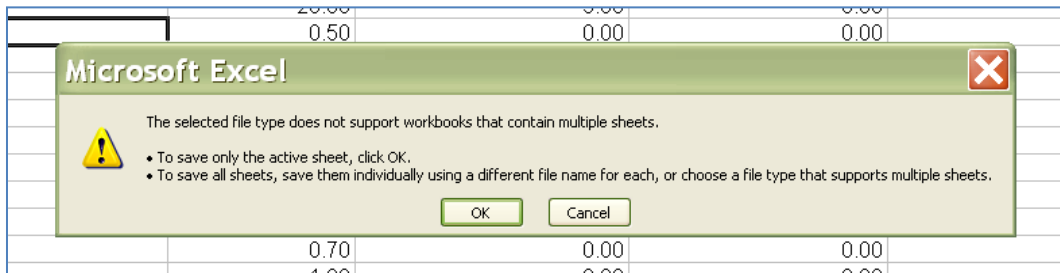 0.50 0.00 0.00
Microsoft Excel
The selected file type does not support workbooks that contain multiple sheets.
• To save only the active sheet, click OK.
• To save all sheets, save them individually using a different file name for each, or choose a file type that supports multiple sheets.
OK Cancel
0.70 0.00 0.00